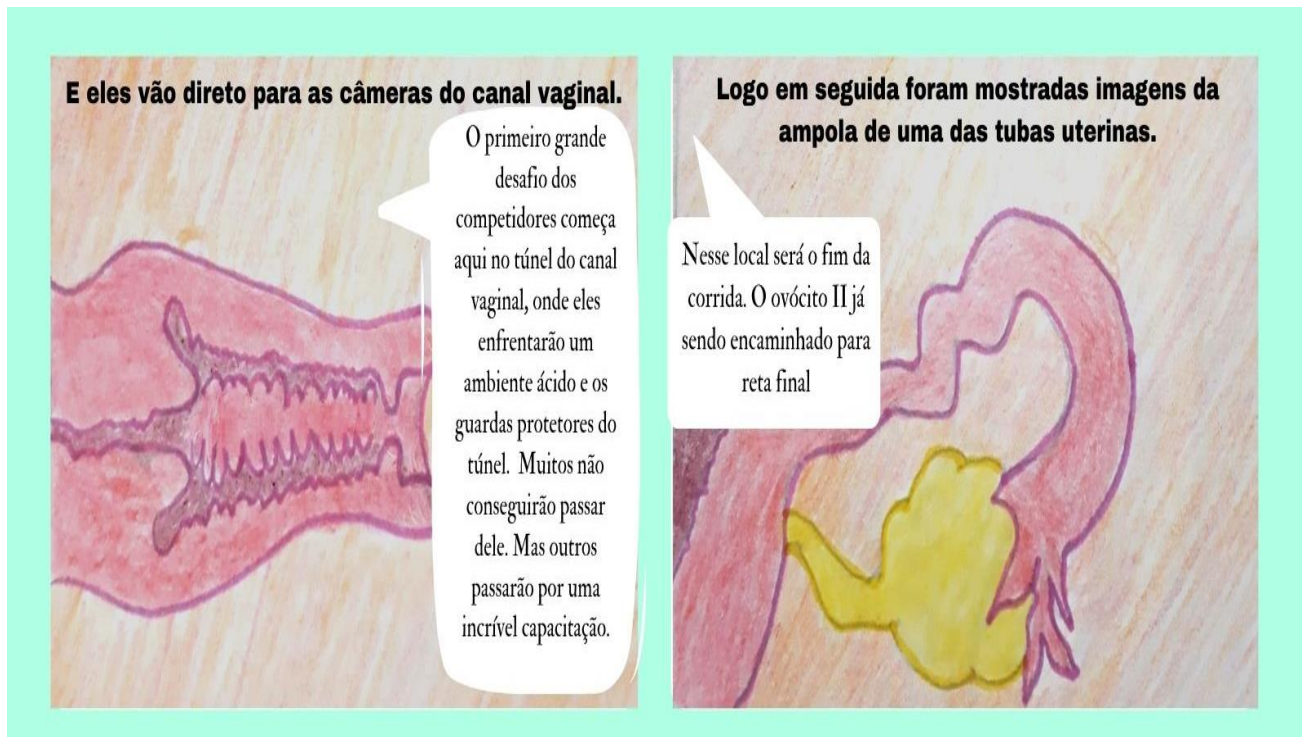 E eles vão direto para as câmeras do canal vaginal.
O primeiro grande
desafio dos
competidores começa
aqui no túnel do canal
vaginal, onde eles
enfrentarão um
ambiente ácido e os
guardas protetores do
túnel. Muitos não
conseguirão passar
dele. Mas outros
passarão por uma
incrível capacitação.
Logo em seguida foram mostradas imagens da
ampola de uma das tubas uterinas.
Nesse local será o fim da
corrida. O ovócito II já
sendo encaminhado para
reta final